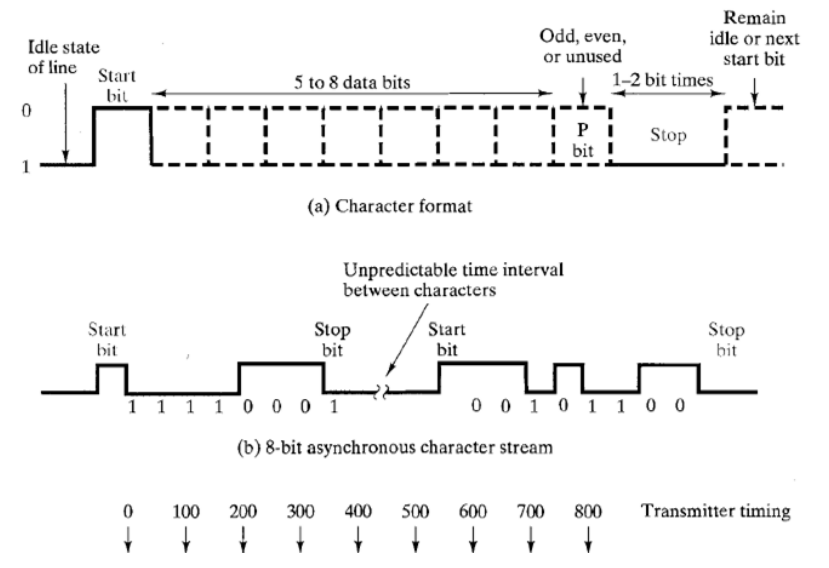 Remain
Odd, even,
idle or next
Idle state
or unused
start bit
of line
Start
bit
5 to 8 data bits
1–2 bit times
0
P
bit
Stop
1
(a) Character format
Unpredictable time interval
between characters
Start
bit
Stop
bit
Start
bit
Stop
bit
1 1 1 1 0 0 0 1
0 0 1 0 1 1 0 0
(b) 8-bit asynchronous character stream
0 100 200 300 400 500 600 700 800 Transmitter timing